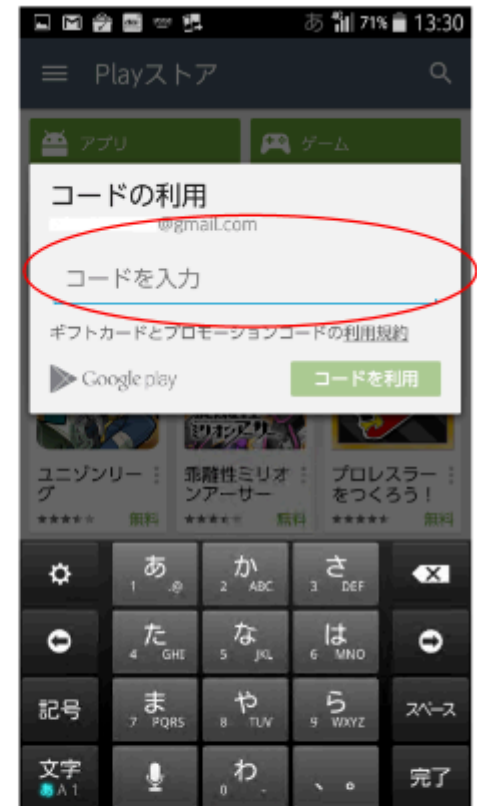 あ 71% 13:30
Playストア
アプリ ゲーム
コードの利用
@gmail.com
コードを入力
ギフトカードとプロモーションコードの利用規約
Google play コードを利用
ユニゾンリーグ 乖離性ミリオンアーサー プロレスラーをつくろう！
無料 無料 無料
1 あ .@ 2 か ABC 3 さ DEF
4 た GHI 5 な JKL 6 は MNO
記号 7 ま PQRS 8 や TUV 9 ら WXYZ スペース
文字 あA1 0 わ - 、。 完了